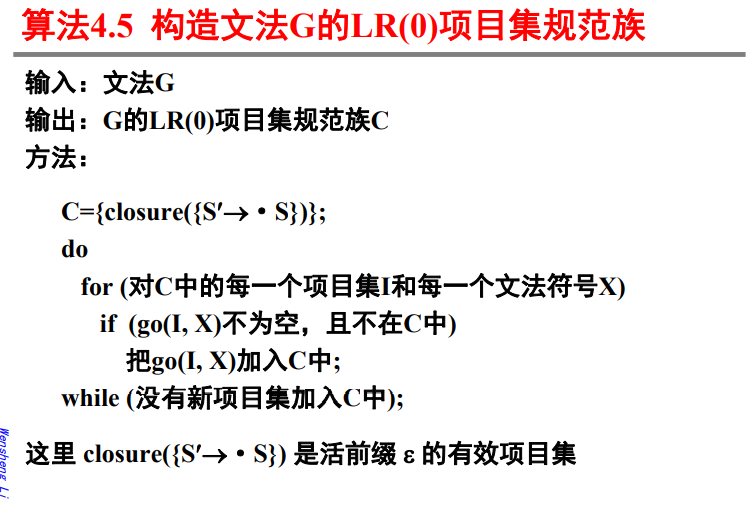 算法4.5 构造文法G的LR(0)项目集规范族
输入：文法G
输出：G的LR(0)项目集规范族C
方法：
C={closure({S′→·S})};
do
for (对C中的每一个项目集I和每一个文法符号X)
if (go(I, X)不为空，且不在C中)
把go(I, X)加入C中;
while (没有新项目集加入C中);
这里 closure({S′→·S}) 是活前缀 ε 的有效项目集
Wensheng Li